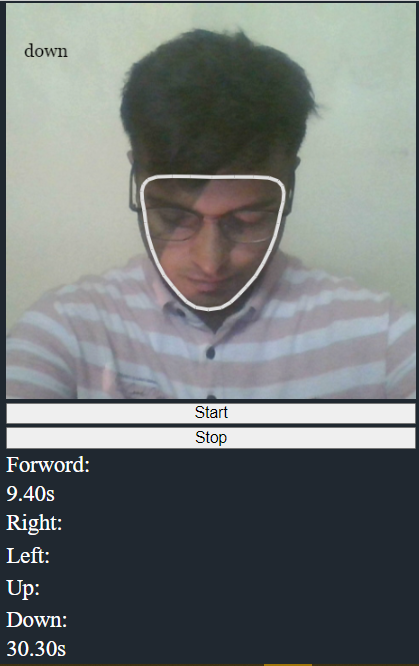 down
Start
Stop
Forword:
9.40s
Right:
Left:
Up:
Down:
30.30s